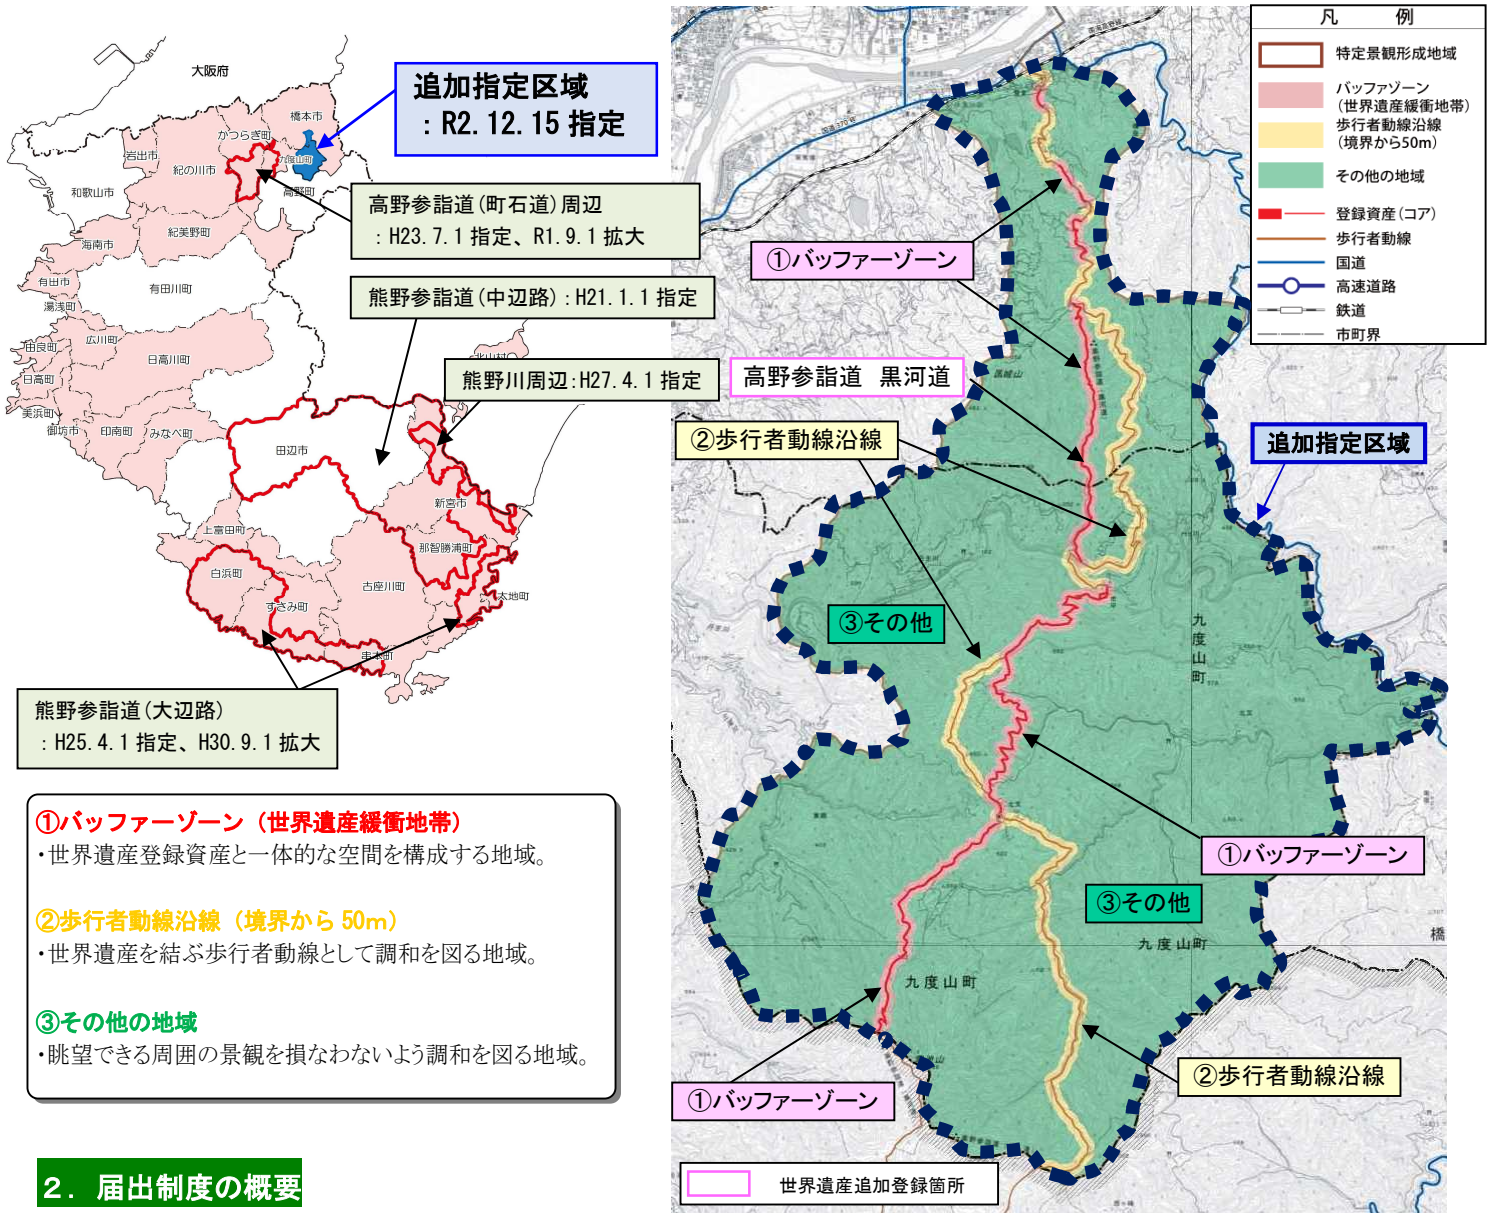 大阪府
追加指定区域
：R2.12.15 指定
橋本市
かつらぎ町
岩出市
紀の川市
九度山町
和歌山市
高野町
高野参詣道(町石道)周辺
：H23.7.1 指定、R1.9.1 拡大
紀美野町
海南市
有田市
有田川町
熊野参詣道(中辺路)：H21.1.1 指定
湯浅町
広川町
由良町
日高川町
北山村
熊野川周辺：H27.4.1 指定
日高町
美浜町
御坊市
印南町
みなべ町
田辺市
新宮市
上富田町
那智勝浦町
白浜町
古座川町
すさみ町
太地町
串本町
熊野参詣道(大辺路)
：H25.4.1 指定、H30.9.1 拡大
①バッファーゾーン（世界遺産緩衝地帯）
・世界遺産登録資産と一体的な空間を構成する地域。
②歩行者動線沿線（境界から 50ｍ）
・世界遺産を結ぶ歩行者動線として調和を図る地域。
③その他の地域
・眺望できる周囲の景観を損なわないよう調和を図る地域。
２．届出制度の概要
凡　例
特定景観形成地域
バッファゾーン
(世界遺産緩衝地帯)
歩行者動線沿線
(境界から50m)
その他の地域
登録資産(コア)
歩行者動線
国道
高速道路
鉄道
市町界
①バッファーゾーン
高野参詣道　黒河道
②歩行者動線沿線
追加指定区域
③その他
九度山町
①バッファーゾーン
③その他
九度山町
橋
九度山町
②歩行者動線沿線
①バッファーゾーン
世界遺産追加登録箇所